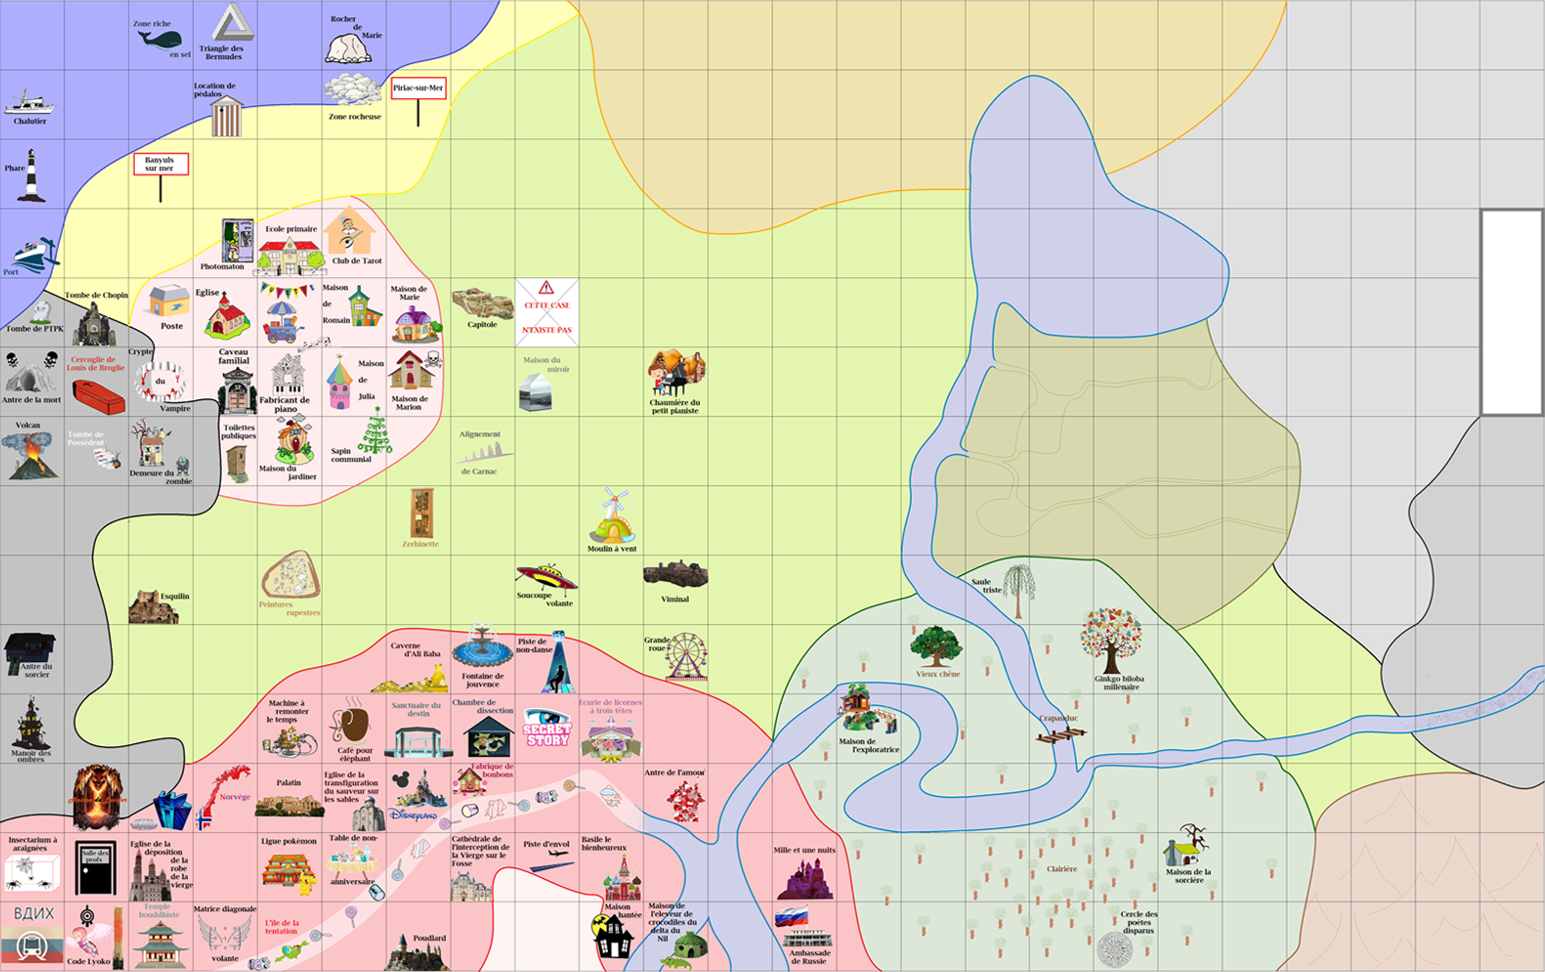 Zone riche
en sel
Triangle des
Bermudes
Rocher
de
Marie
Chalutier
Location de
pédalos
Zone rocheuse
Piriac-sur-Mer
Phare
Banyuls
sur mer
Port
Photomaton
Ecole primaire
Club de Tarot
Tombe de PTPK
Tombe de Chopin
Poste
Eglise
Maison
de
Romain
Maison de
Marie
Capitole
CETTE CASE
N'EXISTE PAS
Antre de la mort
Cercoglie de
Louis de Broglie
Crypte
du
Vampire
Caveau
familial
Fabricant de
piano
Maison
de
Julia
Maison de
Marion
Maison du
miroir
Chaumière du
petit pianiste
Volcan
Tombe de
Possédent
Demeure du
zombie
Toilettes
publiques
Maison du
jardiner
Sapin
communal
Alignement
de Carnac
Zerbinette
Moulin à vent
Esquilin
Peintures
rupestres
Soucoupe
volante
Viminal
Saule
triste
Antre du
sorcier
Caverne
d'Ali Baba
Fontaine de
jouvence
Piste de
non-danse
Grande
roue
Vieux chêne
Ginkgo biloba
millénaire
Manoir des
ombres
Machine à
remonter
le temps
Café pour
éléphant
Sanctuaire du
destin
Chambre de
dissection
SECRET
STORY
Ecurie de licornes
à trois têtes
Maison de
l'exploratrice
Crapauduc
Norvège
Palatin
Eglise de la
transfiguration
du sauveur sur
les sables
DISNEYLAND
Fabrique de
bonbons
Antre de l'amour
Insectarium à
araignées
Salle des
profs
Eglise de la
déposition
de la
robe
de la
vierge
Ligue pokémon
Table de non-
anniversaire
Cathédrale de
l'interception de
la Vierge sur le
Fosse
Piste d'envol
Basile le
bienheureux
Mille et une nuits
Clairière
Maison de la
sorcière
ВДНХ
Code Lyoko
Temple
bouddhiste
Matrice diagonale
volante
L'île de la
tentation
Poudlard
Maison
hantée
Maison de
l'éleveur de
crocodiles du
delta du
Nil
Ambassade
de Russie
Cercle des
poètes
disparus